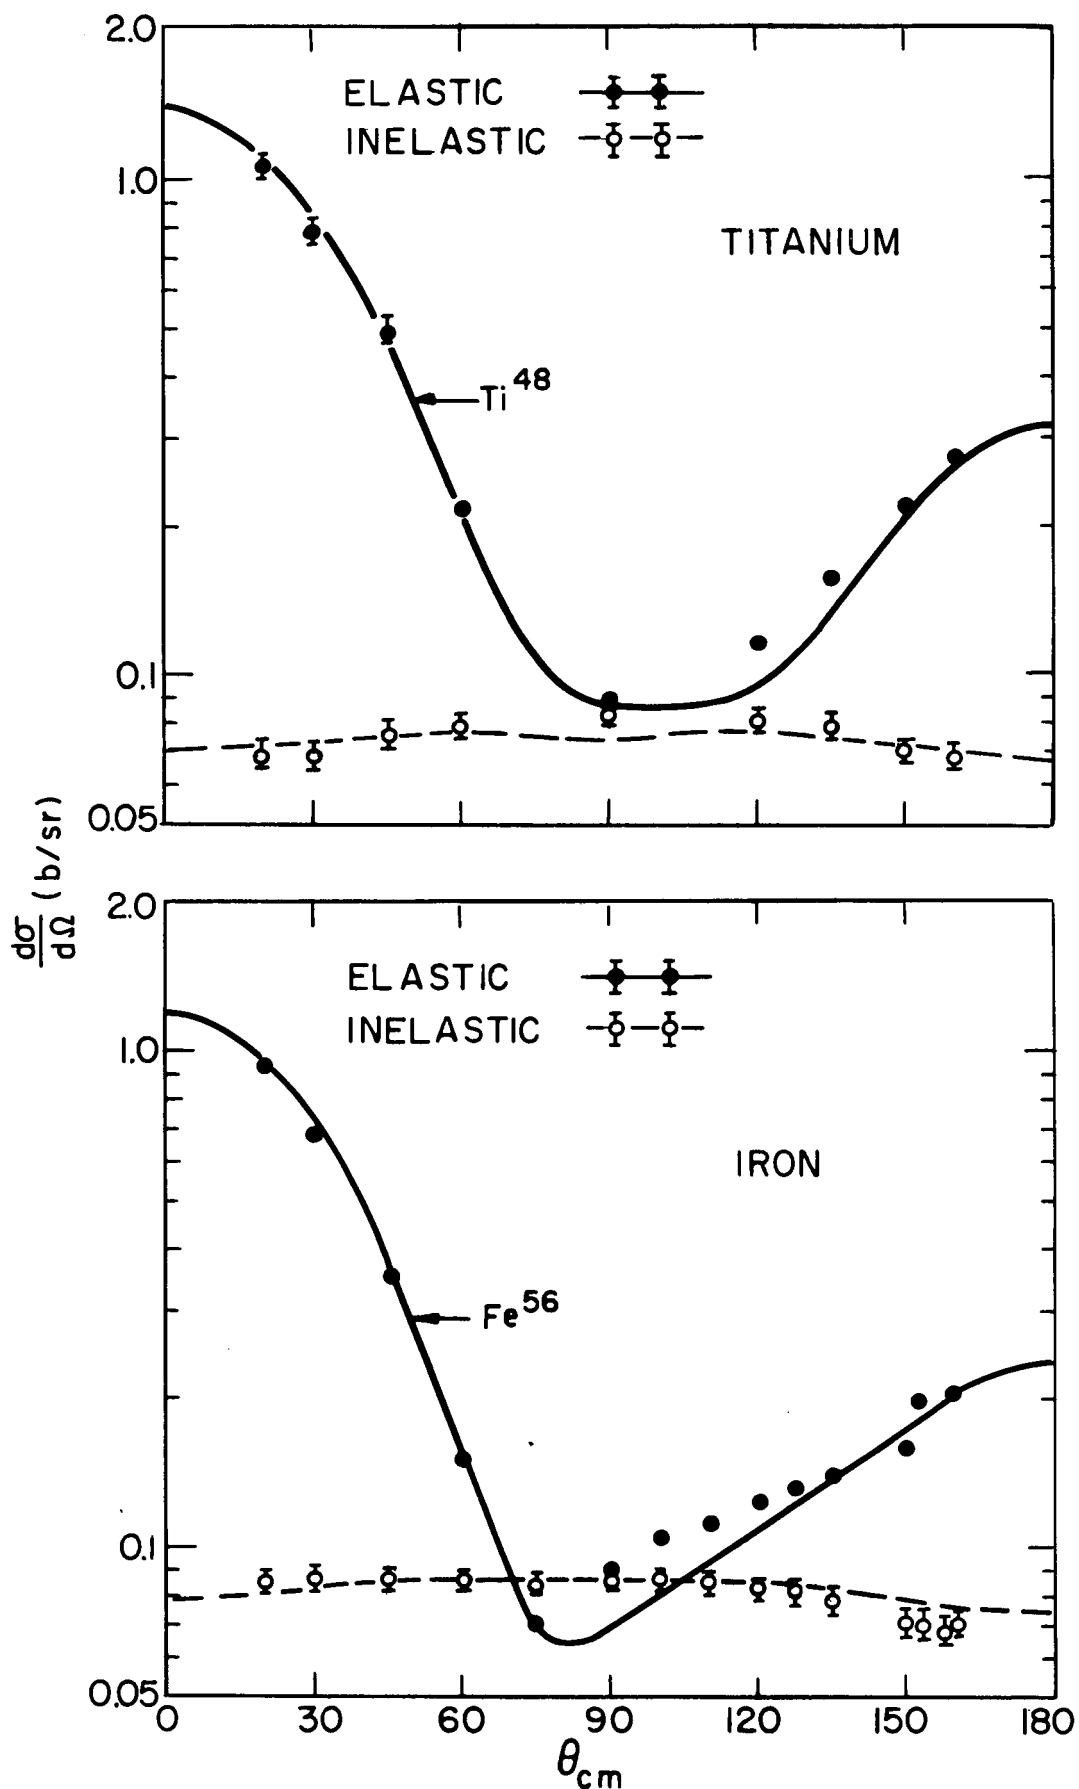 2.0
1.0
0.1
0.05
ELASTIC
INELASTIC
TITANIUM
Ti48
dσ/dΩ (b/sr)
2.0
1.0
0.1
0.05
ELASTIC
INELASTIC
IRON
Fe56
0 30 60 90 120 150 180
θcm